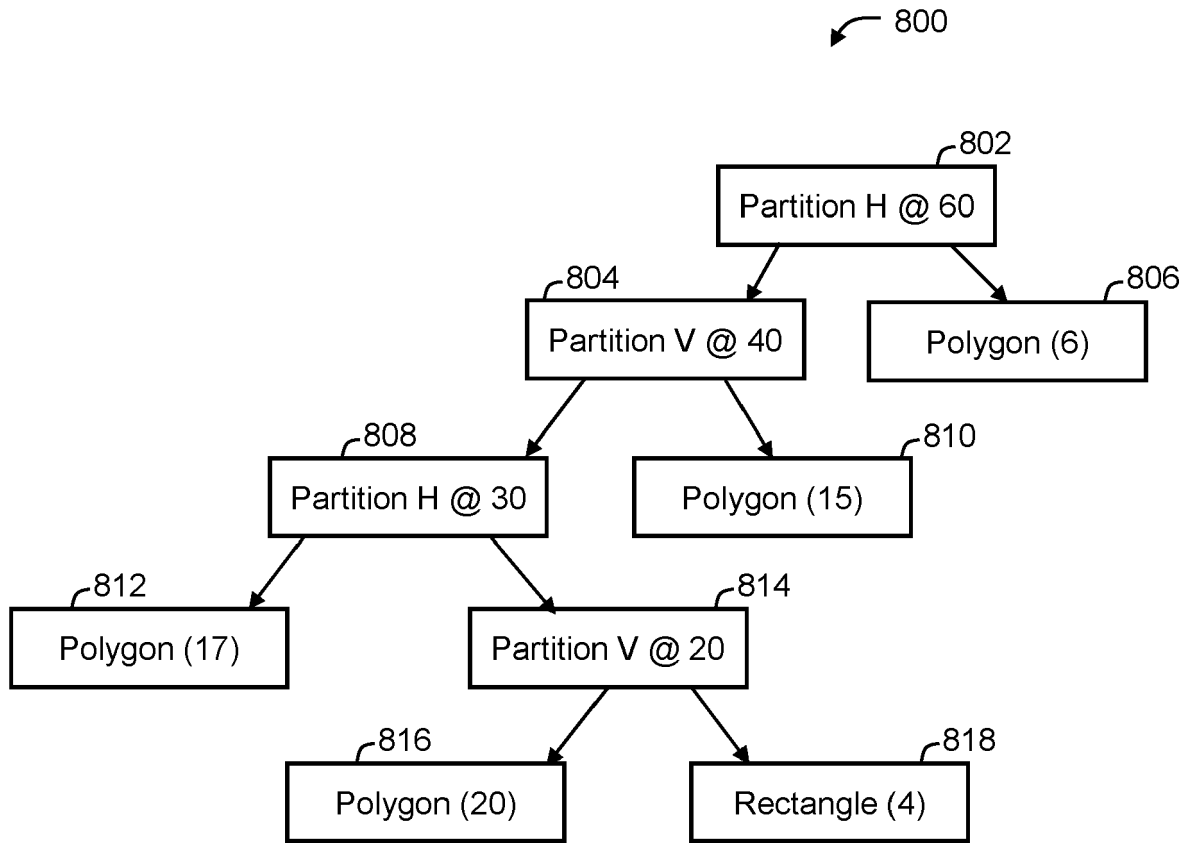 800
802
Partition H @ 60
804
806
Partition V @ 40
Polygon (6)
808
810
Partition H @ 30
Polygon (15)
812
814
Polygon (17)
Partition V @ 20
816
818
Polygon (20)
Rectangle (4)